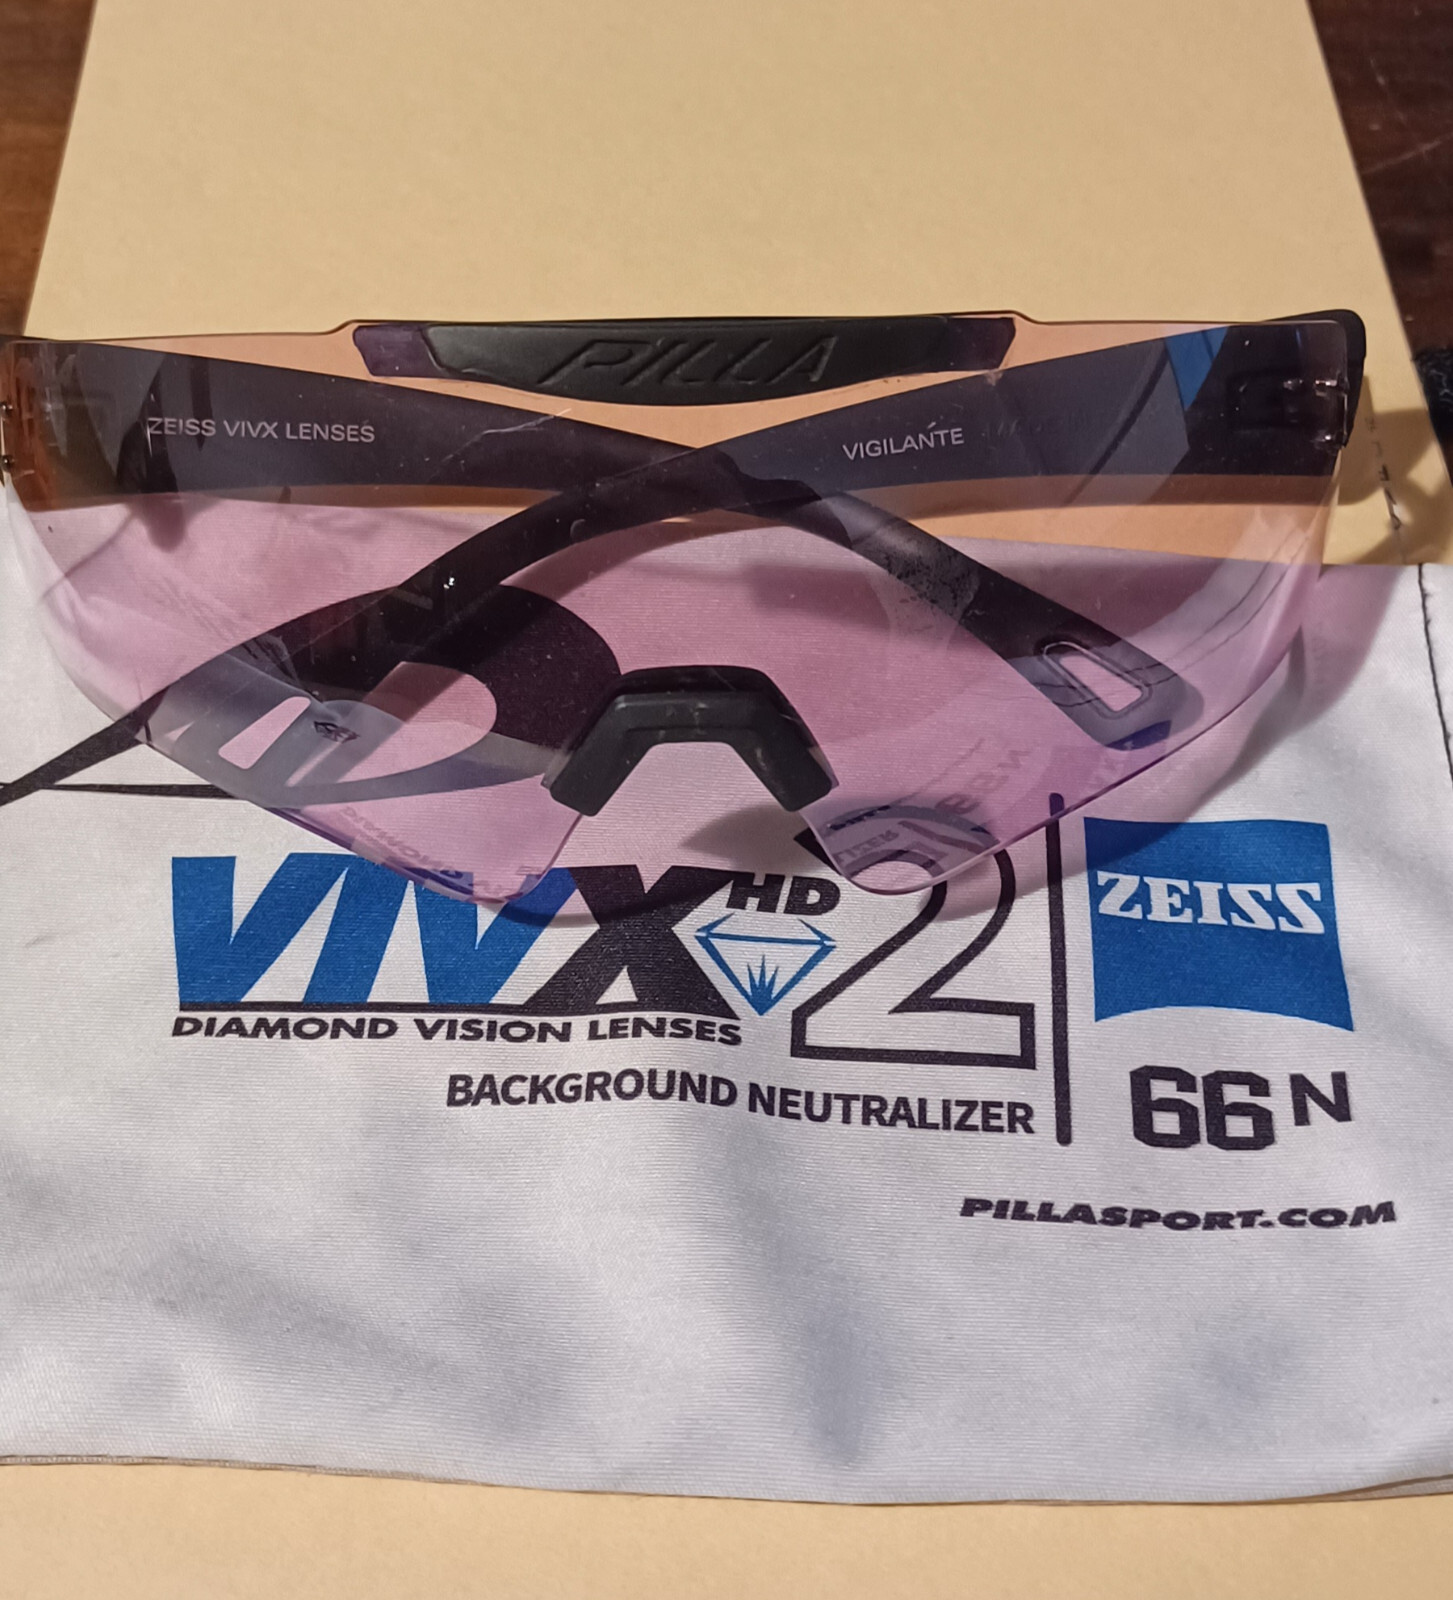 PILLA
ZEISS VIVX LENSES
VIGILANTE
VIVX HD 2
DIAMOND VISION LENSES
BACKGROUND NEUTRALIZER
ZEISS
66 N
PILLASPORT.COM